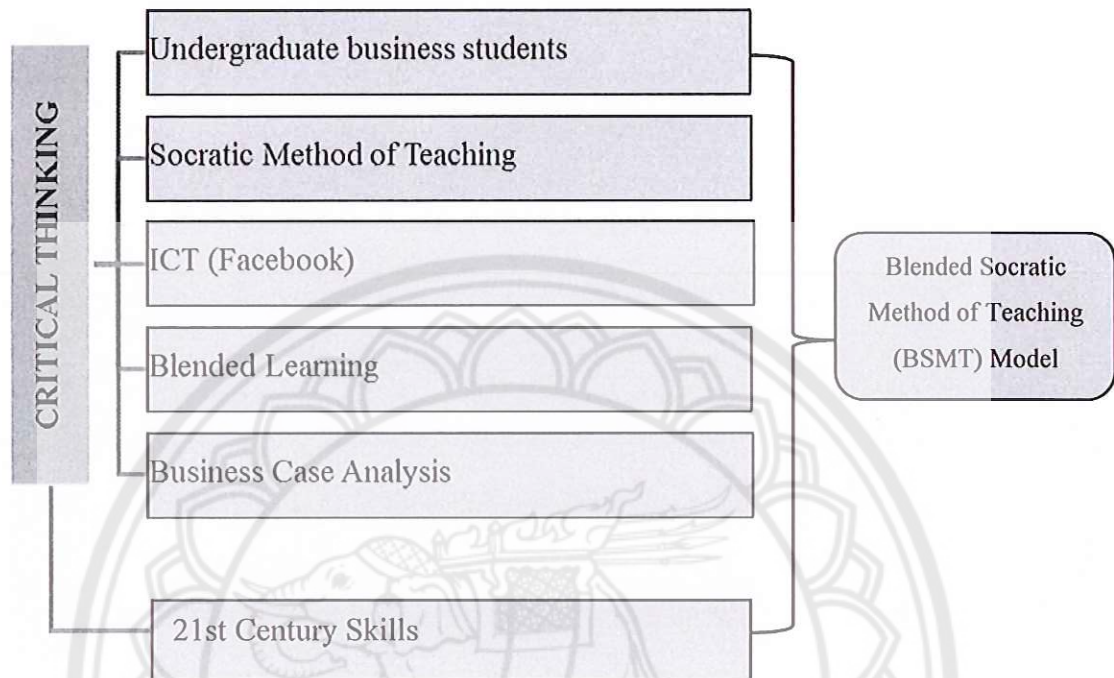 CRITICAL THINKING
Undergraduate business students
Socratic Method of Teaching
ICT (Facebook)
Blended Learning
Business Case Analysis
21st Century Skills
Blended Socratic
Method of Teaching
(BSMT) Model